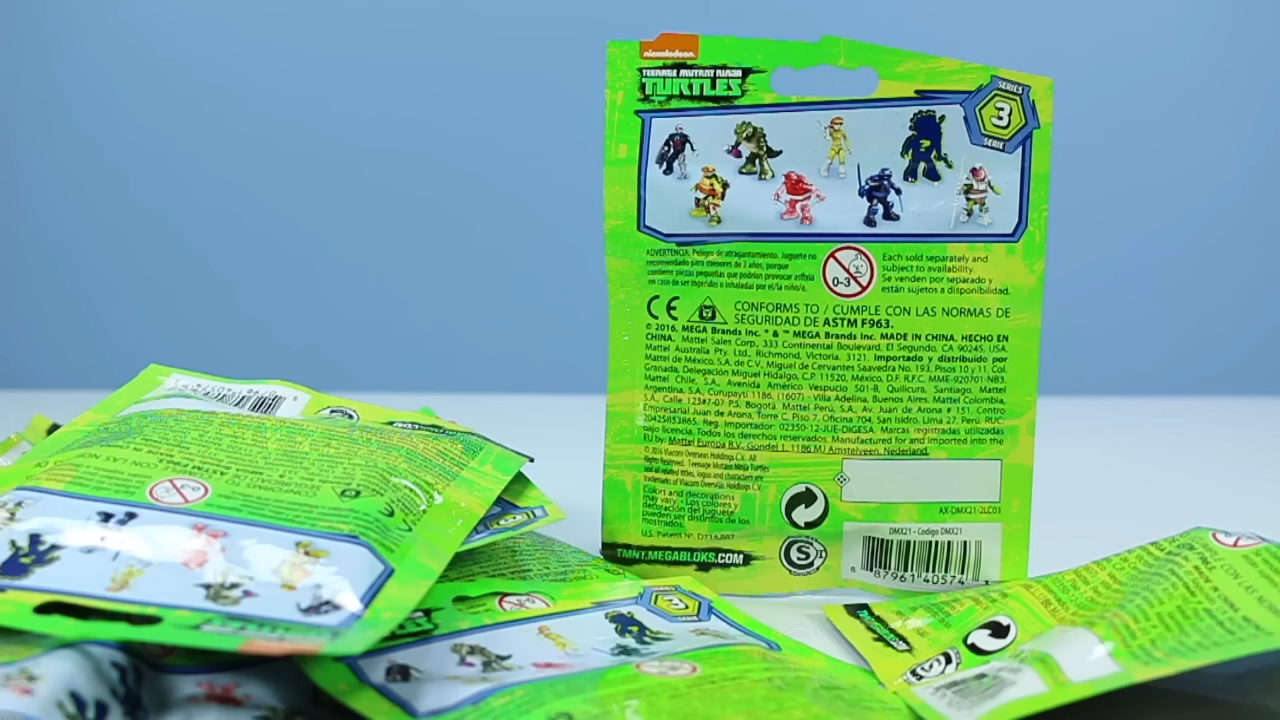 nickelodeon
TEENAGE MUTANT NINJA
TURTLES
SERIES
3
SERIE
ADVERTENCIA: Peligro de atragantamiento. Juguete no
recomendado para menores de 3 años, porque
contiene piezas pequeñas que podrían provocar asfixia
en caso de ser ingeridas o inhaladas por el/la niño/a.
0-3
Each sold separately and
subject to availability.
Se venden por separado y
están sujetos a disponibilidad.
CE
CONFORMS TO / CUMPLE CON LAS NORMAS DE
SEGURIDAD DE ASTM F963.
© 2016, MEGA Brands Inc. ® & ™ MEGA Brands Inc. MADE IN CHINA. HECHO EN
CHINA. Mattel Sales Corp., 333 Continental Boulevard, El Segundo, CA 90245, USA.
Mattel Australia Pty. Ltd., Richmond, Victoria. 3121. Importado y distribuido por
Mattel de México, S.A. de C.V., Miguel de Cervantes Saavedra No. 193, Pisos 10 y 11, Col.
Granada, Delegación Miguel Hidalgo, C.P. 11520, México, D.F. R.F.C. MME-920701-NB3.
Mattel Chile, S.A., Avenida Américo Vespucio 501-B, Quilicura, Santiago. Mattel
Argentina, S.A., Curupaytí 1186, (1607) - Villa Adelina, Buenos Aires. Mattel Colombia,
S.A., Calle 123#7-07 P.5, Bogotá. Mattel Perú, S.A., Av. Juan de Arona # 151, Centro
Empresarial Juan de Arona, Torre C, Piso 7, Oficina 704, San Isidro, Lima 27, Perú. RUC:
20425853865. Reg. Importador: 02350-12-JUE-DIGESA. Marcas registradas utilizadas
bajo licencia. Todos los derechos reservados. Manufactured for and imported into the
EU by: Mattel Europa B.V., Gondel 1, 1186 MJ Amstelveen, Nederland.
© 2016 Viacom Overseas Holdings C.V. All
Rights Reserved. Teenage Mutant Ninja Turtles
and all related titles, logos and characters are
trademarks of Viacom Overseas Holdings C.V.
Colors and decorations
may vary. • Los colores y
decoración del juguete
pueden ser distintos de los
mostrados.
U.S. Patent Nº. D714,887
AX-DMX21-2LC03
DMX21 - Codigo DMX21
87961 40574
S
TMNT.MEGABLOKS.COM